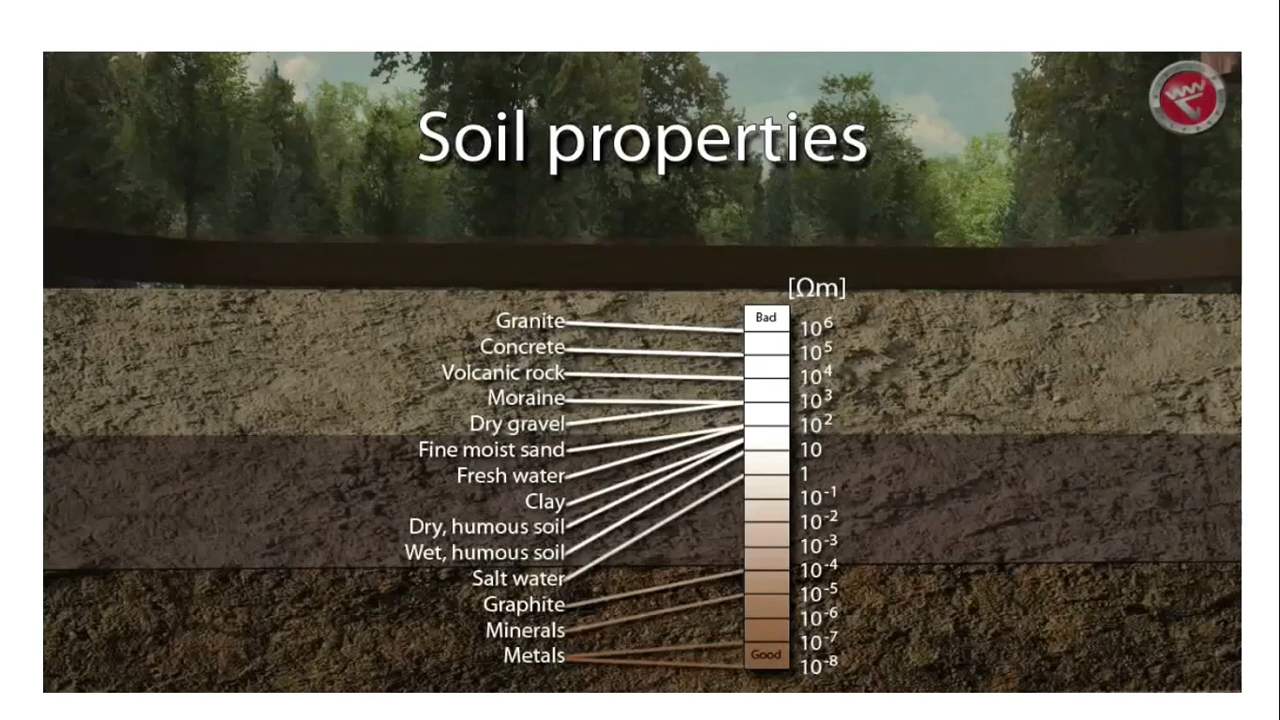 Soil properties
[Ωm]
Bad
Granite 10⁶
Concrete 10⁵
Volcanic rock 10⁴
Moraine 10³
Dry gravel 10²
Fine moist sand 10
Fresh water 1
Clay 10⁻¹
Dry, humous soil 10⁻²
Wet, humous soil 10⁻³
Salt water 10⁻⁴
Graphite 10⁻⁵
Minerals 10⁻⁶
Metals 10⁻⁷
Good
10⁻⁸